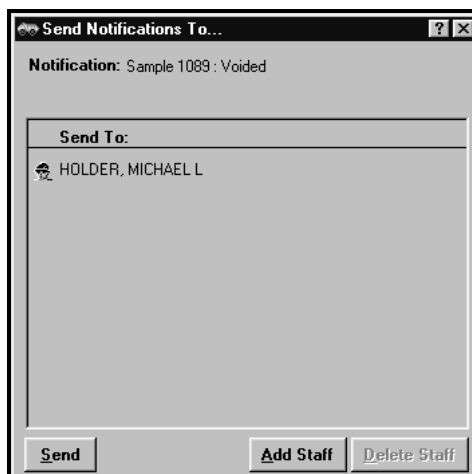 Send Notifications To...
Notification: Sample 1089 : Voided
Send To:
HOLDER, MICHAEL L
Send Add Staff Delete Staff